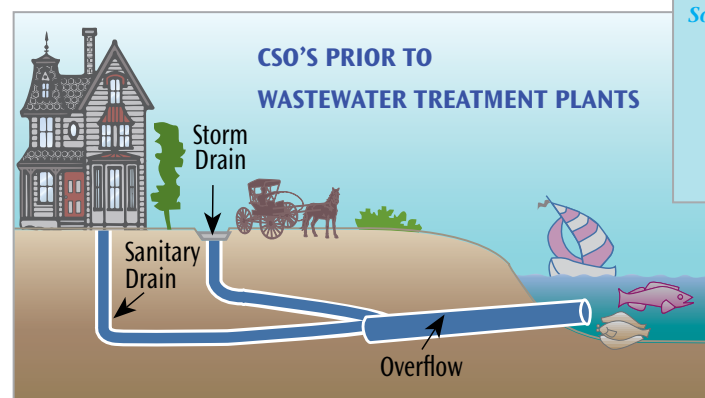 CSO'S PRIOR TO
WASTEWATER TREATMENT PLANTS
Storm
Drain
Sanitary
Drain
Overflow